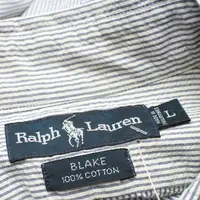 Ralph Lauren
L
BLAKE
100% COTTON